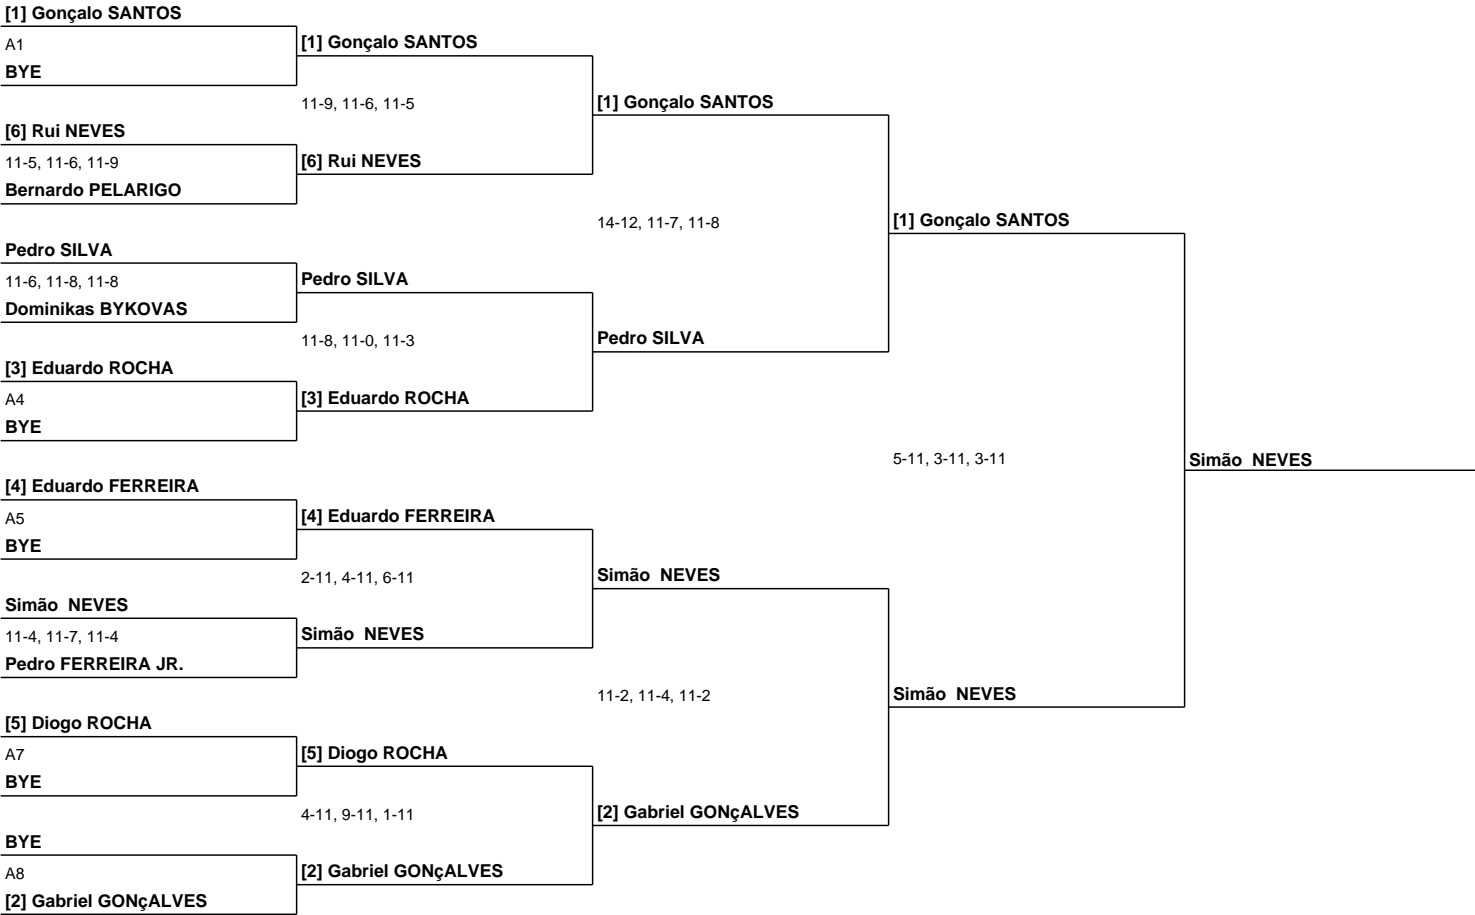 [1] Gonçalo SANTOS
A1
BYE
[6] Rui NEVES
11-5, 11-6, 11-9
Bernardo PELARIGO
Pedro SILVA
11-6, 11-8, 11-8
Dominikas BYKOVAS
[3] Eduardo ROCHA
A4
BYE
[4] Eduardo FERREIRA
A5
BYE
Simão  NEVES
11-4, 11-7, 11-4
Pedro FERREIRA JR.
[5] Diogo ROCHA
A7
BYE
BYE
A8
[2] Gabriel GONçALVES
[1] Gonçalo SANTOS
11-9, 11-6, 11-5
[6] Rui NEVES
Pedro SILVA
11-8, 11-0, 11-3
[3] Eduardo ROCHA
[4] Eduardo FERREIRA
2-11, 4-11, 6-11
Simão  NEVES
[5] Diogo ROCHA
4-11, 9-11, 1-11
[2] Gabriel GONçALVES
[1] Gonçalo SANTOS
14-12, 11-7, 11-8
Pedro SILVA
Simão  NEVES
11-2, 11-4, 11-2
[2] Gabriel GONçALVES
[1] Gonçalo SANTOS
5-11, 3-11, 3-11
Simão  NEVES
Simão  NEVES